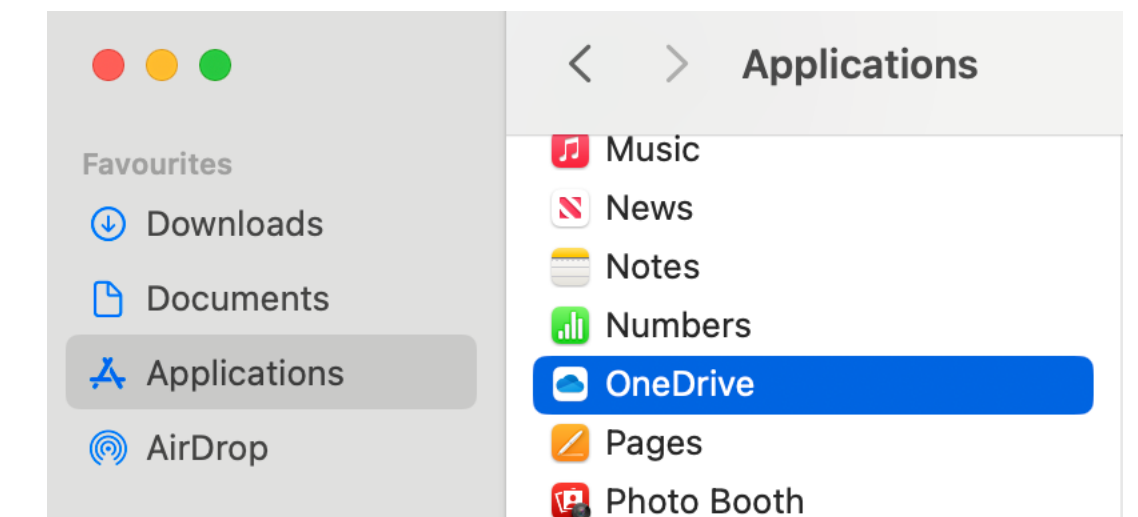 Favourites
Downloads
Documents
Applications
AirDrop
Applications
Music
News
Notes
Numbers
OneDrive
Pages
Photo Booth